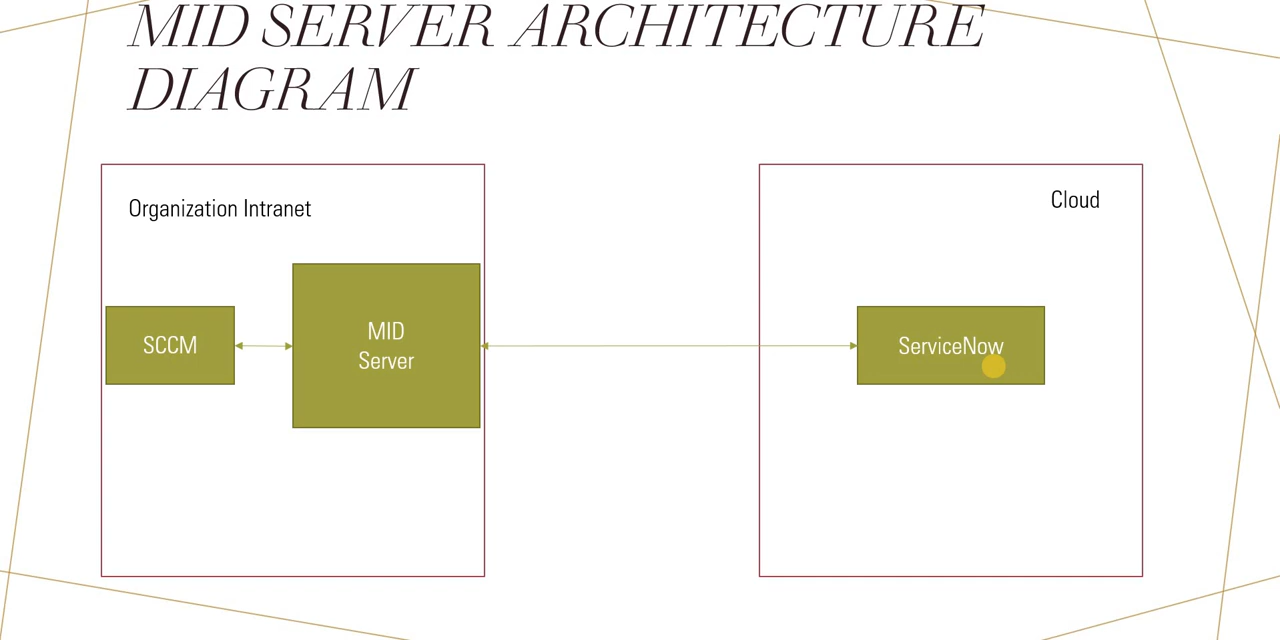 MID SERVER ARCHITECTURE
DIAGRAM
Organization Intranet
Cloud
SCCM
MID
Server
ServiceNow